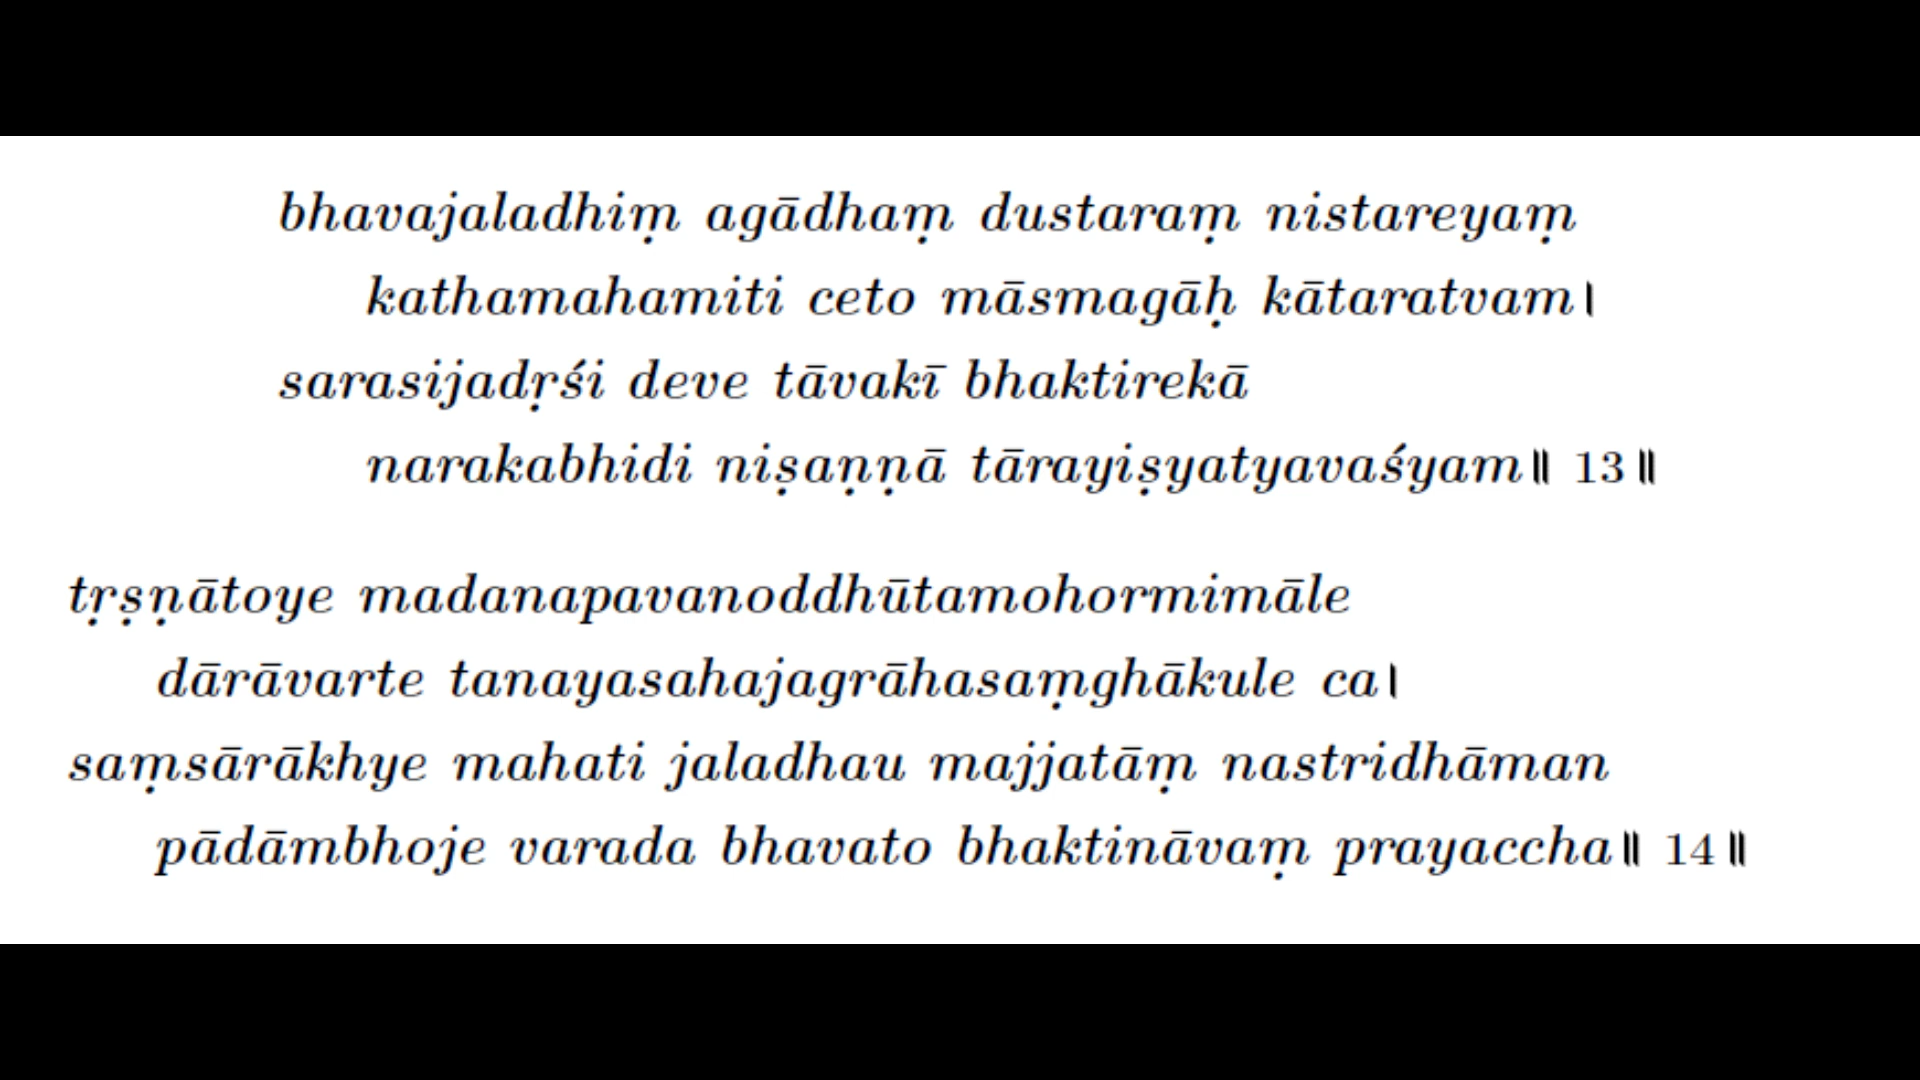 bhavajaladhiṃ agādhaṃ dustaraṃ nistareyaṃ
kathamahamiti ceto māsmagāḥ kātaratvam।
sarasijadṛśi deve tāvakī bhaktirekā
narakabhidi niṣaṇṇā tārayiṣyatyavaśyam॥ 13॥
tṛṣṇātoye madanapavanoddhūtamohormimāle
dārāvarte tanayasahajagrāhasaṃghākule ca।
saṃsārākhye mahati jaladhau majjatāṃ nastridhāman
pādāmbhoje varada bhavato bhaktināvaṃ prayaccha॥ 14॥